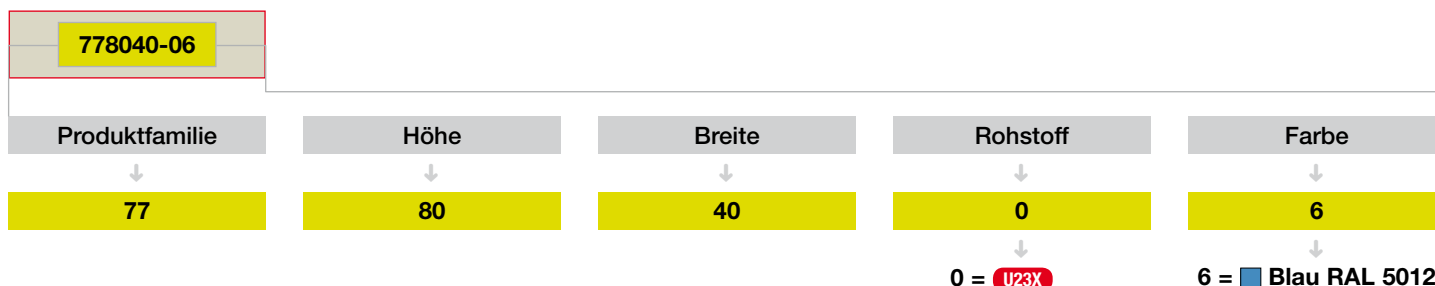 778040-06
Produktfamilie Höhe Breite Rohstoff Farbe
77 80 40 0 6
0 = U23X 6 = Blau RAL 5012